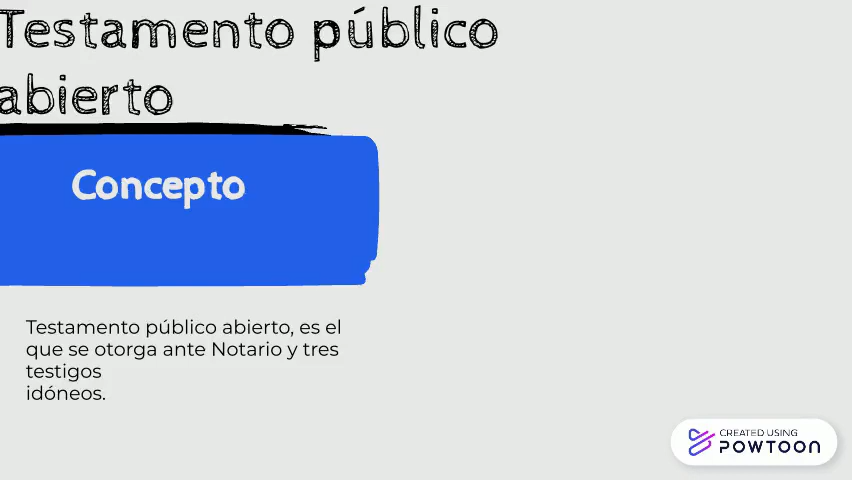 Testamento público
abierto
Concepto
Testamento público abierto, es el
que se otorga ante Notario y tres
testigos
idóneos.
CREATED USING
POWTOON